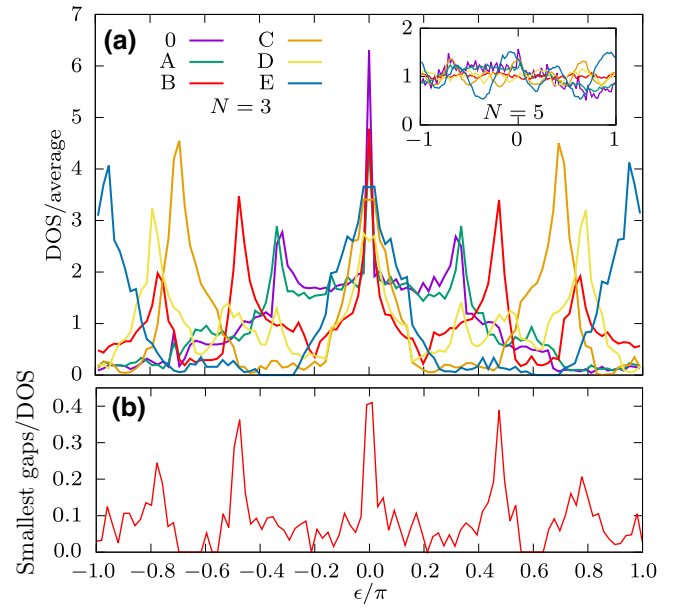 (a)
0 C
A D
B E
N = 3
DOS/average
7
6
5
4
3
2
1
0
2
1
0
−1 0 1
N = 5
(b)
Smallest gaps/DOS
0.4
0.3
0.2
0.1
0.0
−1.0 −0.8 −0.6 −0.4 −0.2 0.0 0.2 0.4 0.6 0.8 1.0
ϵ/π